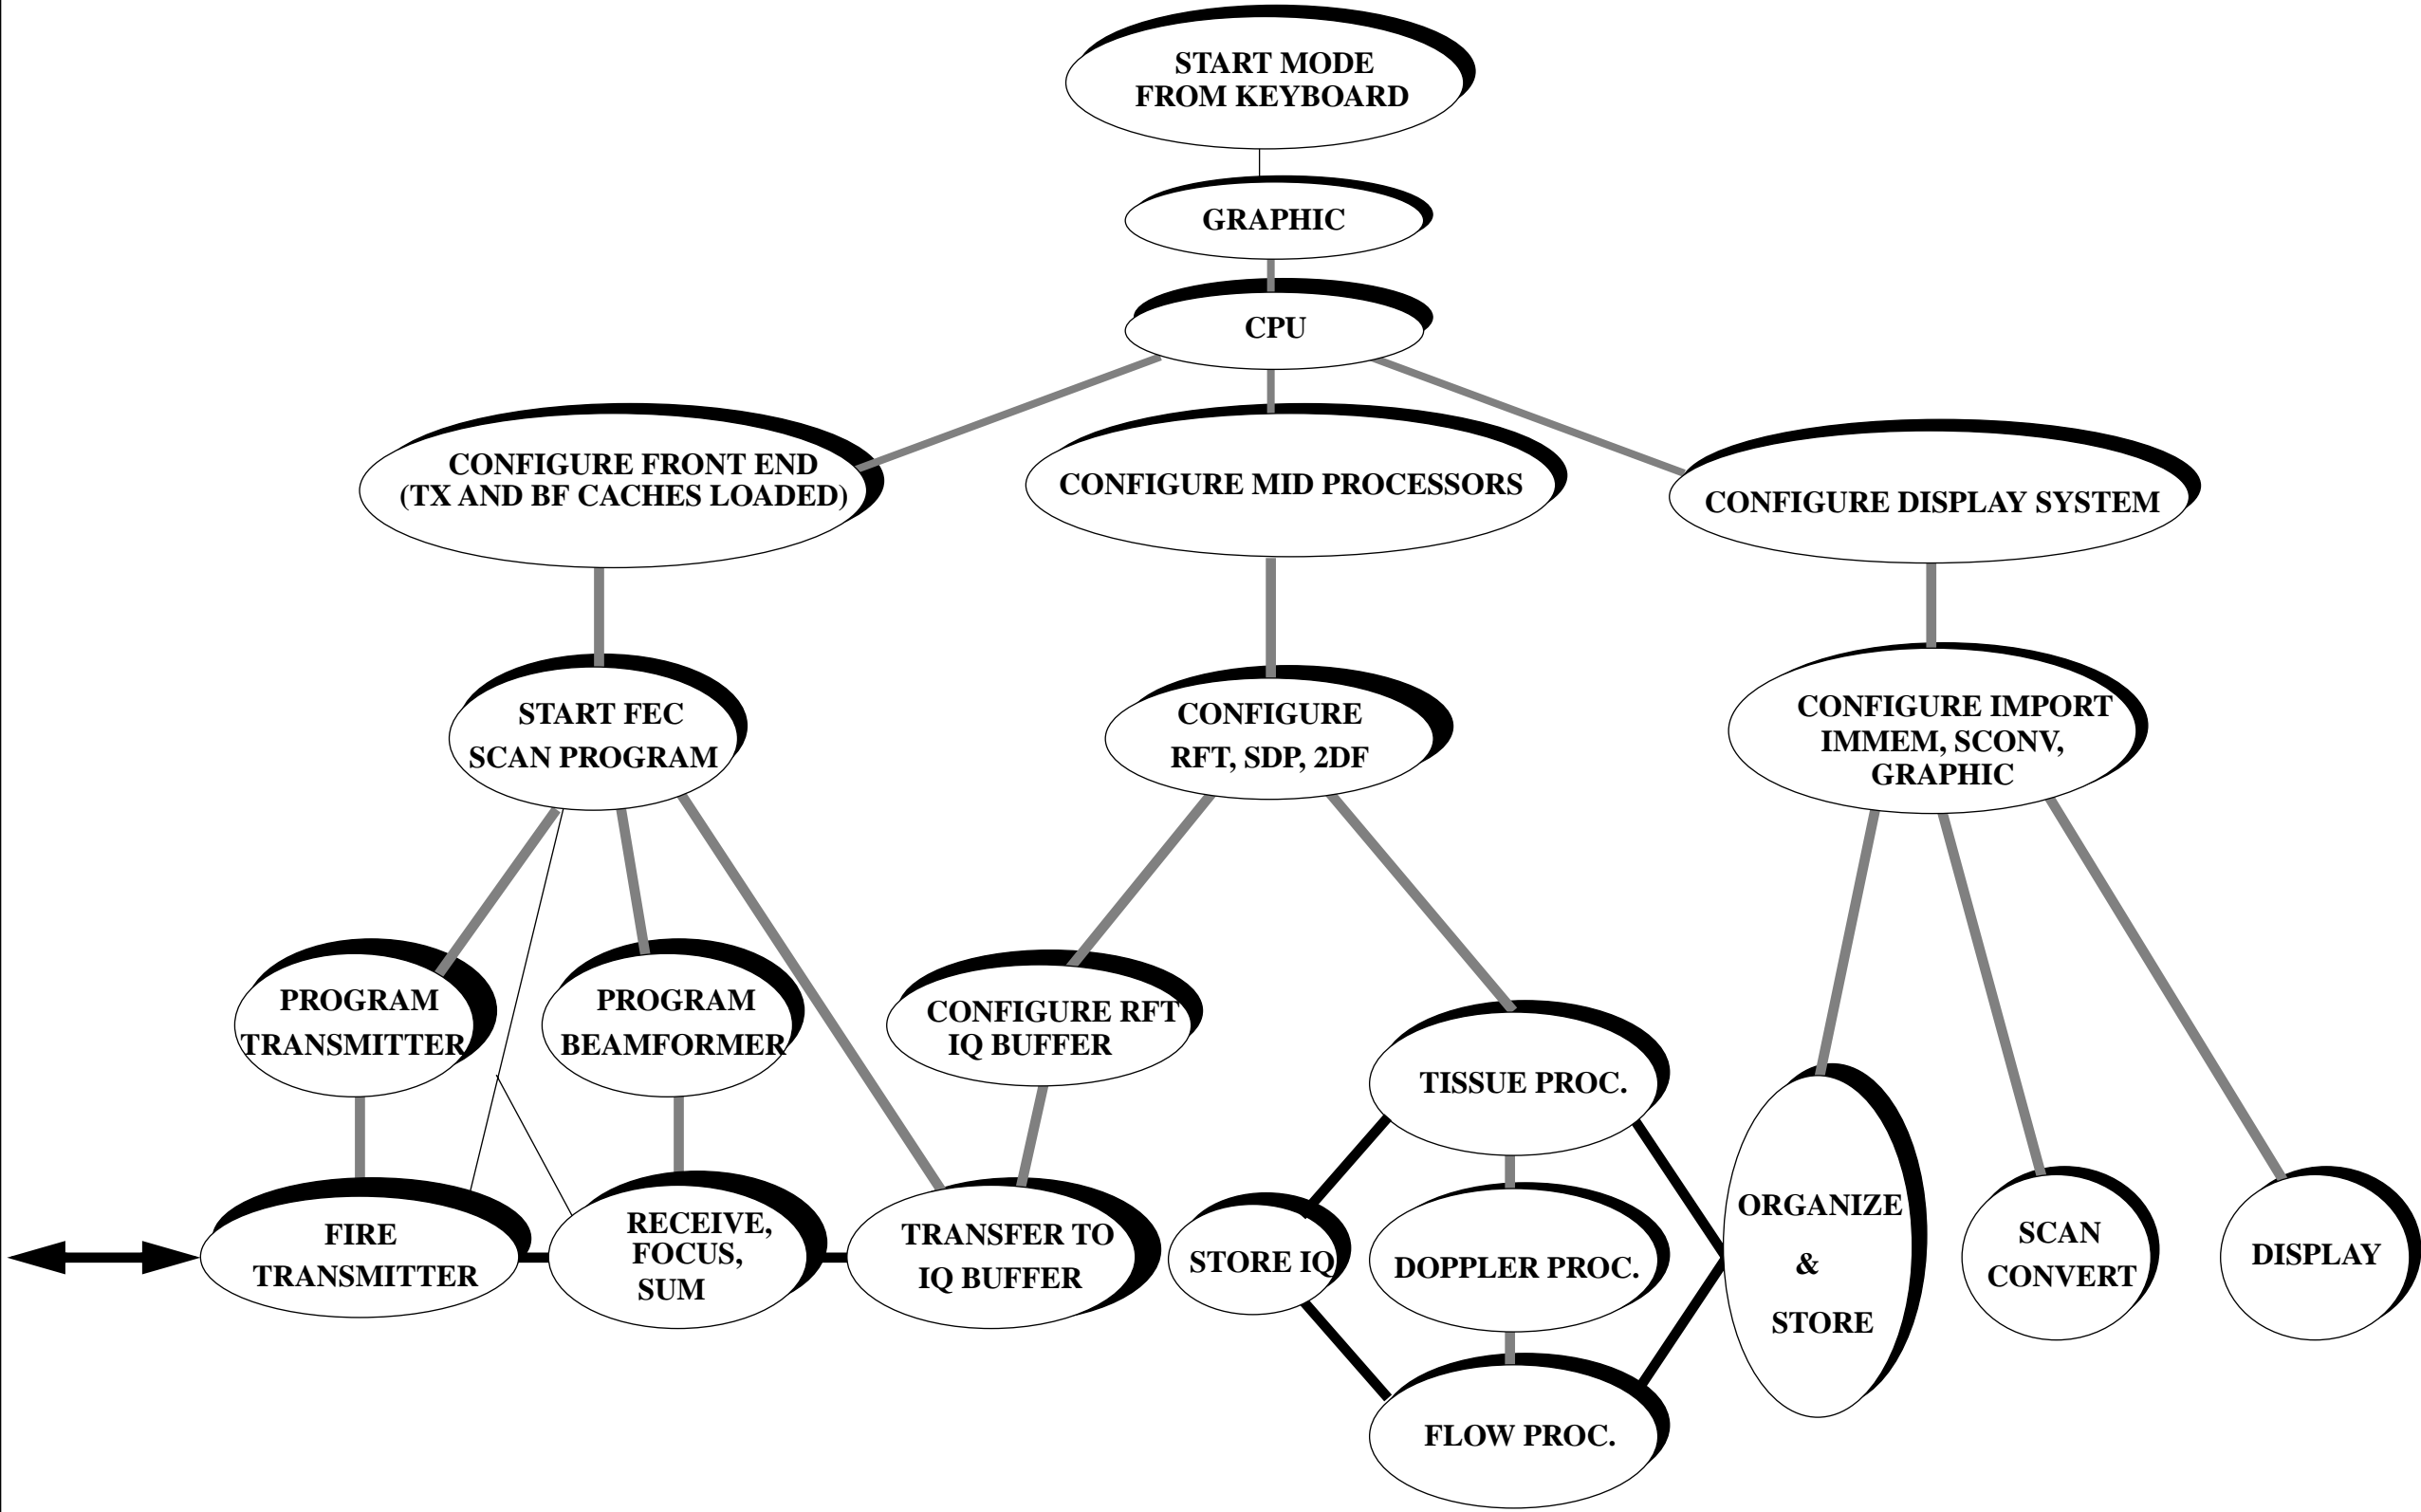 START MODE
FROM KEYBOARD
GRAPHIC
CPU
CONFIGURE FRONT END
(TX AND BF CACHES LOADED)
CONFIGURE MID PROCESSORS
CONFIGURE DISPLAY SYSTEM
START FEC
SCAN PROGRAM
CONFIGURE
RFT, SDP, 2DF
CONFIGURE IMPORT
IMMEM, SCONV,
GRAPHIC
PROGRAM
TRANSMITTER
PROGRAM
BEAMFORMER
CONFIGURE RFT
IQ BUFFER
TISSUE PROC.
FIRE
TRANSMITTER
RECEIVE,
FOCUS,
SUM
TRANSFER TO
IQ BUFFER
STORE IQ
DOPPLER PROC.
FLOW PROC.
ORGANIZE
&
STORE
SCAN
CONVERT
DISPLAY